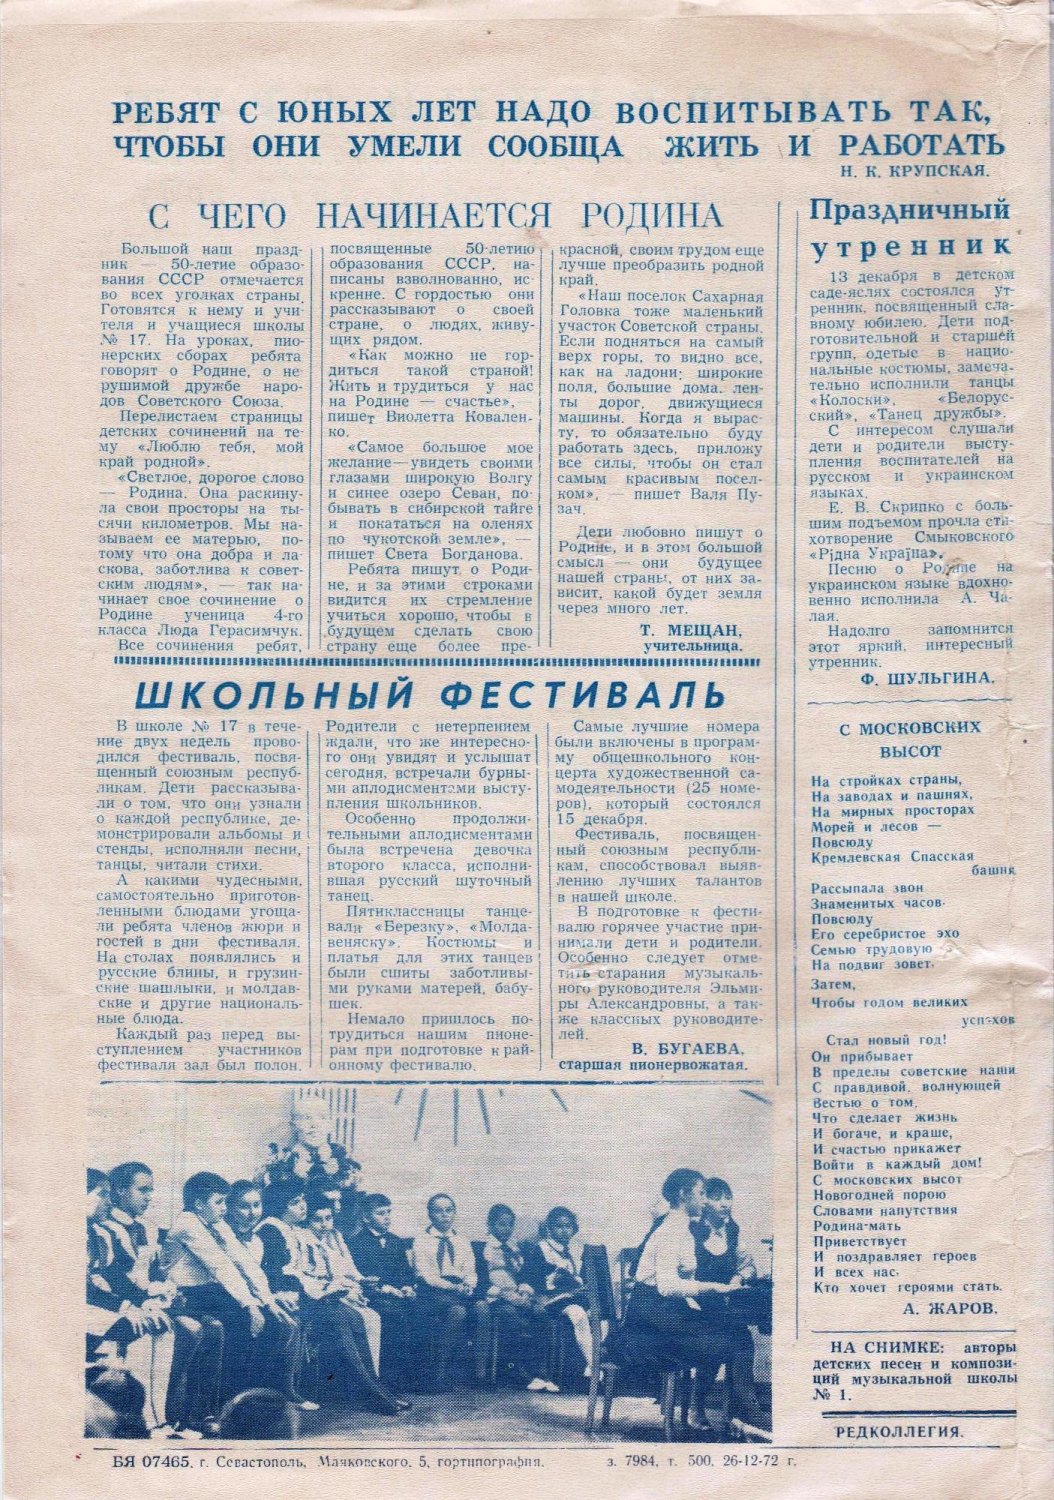 РЕБЯТ С ЮНЫХ ЛЕТ НАДО ВОСПИТЫВАТЬ ТАК,
ЧТОБЫ ОНИ УМЕЛИ СООБЩА ЖИТЬ И РАБОТАТЬ
Н. К. КРУПСКАЯ.
С ЧЕГО НАЧИНАЕТСЯ РОДИНА
Большой наш празд-
ник — 50-летие образо-
вания СССР отмечается
во всех уголках страны.
Готовятся к нему и учи-
теля и учащиеся школы
№ 17. На уроках, пио-
нерских сборах ребята
говорят о Родине, о не
рушимой дружбе наро-
дов Советского Союза.
Перелистаем страницы
детских сочинений на те-
му «Люблю тебя, мой
край родной».
«Светлое, дорогое слово
— Родина. Она раскину-
ла свои просторы на ты-
сячи километров. Мы на-
зываем ее матерью, по-
тому что она добра и ла-
скова, заботлива к совет-
ским людям», — так на-
чинает свое сочинение о
Родине ученица 4-го
класса Люда Герасимчук.
Все сочинения ребят,
посвященные 50-летию
образования СССР, на-
писаны взволнованно, ис-
кренне. С гордостью они
рассказывают о своей
стране, о людях, живу-
щих рядом.
«Как можно не гор-
диться такой страной!
Жить и трудиться у нас
на Родине — счастье», —
пишет Виолетта Ковален-
ко.
«Самое большое мое
желание—увидеть своими
глазами широкую Волгу
и синее озеро Севан, по-
бывать в сибирской тайге
и покататься на оленях
по чукотской земле», —
пишет Света Богданова.
Ребята пишут о Роди-
не, и за этими строками
видится их стремление
учиться хорошо, чтобы в
будущем сделать свою
страну еще более пре-
красной, своим трудом еще
лучше преобразить родной
край.
«Наш поселок Сахарная
Головка тоже маленький
участок Советской страны.
Если подняться на самый
верх горы, то видно все,
как на ладони: широкие
поля, большие дома, лен-
ты дорог, движущиеся
машины. Когда я вырас-
ту, то обязательно буду
работать здесь, приложу
все силы, чтобы он стал
самым красивым посел-
ком», — пишет Валя Пу-
зач.
Дети любовно пишут о
Родине, и в этом большой
смысл — они будущее
нашей страны, от них за-
висит, какой будет земля
через много лет.
Т. МЕЩАН,
учительница.
Праздничный
утренник
13 декабря в детском
саде-яслях состоялся ут-
ренник, посвященный сла-
вному юбилею. Дети под-
готовительной и старшей
групп, одетые в нацио-
нальные костюмы, замеча-
тельно исполнили танцы
«Колоски», «Белорус-
ский», «Танец дружбы».
С интересом слушали
дети и родители высту-
пления воспитателей на
русском и украинском
языках.
Е. В. Скрипко с боль-
шим подъемом прочла сти-
хотворение Смыковского
«Рідна Україна».
Песню о Родине на
украинском языке вдохно-
венно исполнила А. Ча-
лая.
Надолго запомнится
этот яркий, интересный
утренник.
Ф. ШУЛЬГИНА.
ШКОЛЬНЫЙ ФЕСТИВАЛЬ
В школе № 17 в тече-
ние двух недель прово-
дился фестиваль, посвя-
щенный союзным респуб-
ликам. Дети рассказыва-
ли о том, что они узнали
о каждой республике, де-
монстрировали альбомы и
стенды, исполняли песни,
танцы, читали стихи.
А какими чудесными,
самостоятельно приготов-
ленными блюдами угоща-
ли ребята членов жюри и
гостей в дни фестиваля.
На столах появлялись и
русские блины, и грузин-
ские шашлыки, и молдав-
ские и другие националь-
ные блюда.
Каждый раз перед вы-
ступлением участников
фестиваля зал был полон.
Родители с нетерпением
ждали, что же интересно-
го они увидят и услышат
сегодня, встречали бурны-
ми аплодисментами высту-
пления школьников.
Особенно продолжи-
тельными аплодисментами
была встречена девочка
второго класса, исполни-
вшая русский шуточный
танец.
Пятиклассницы танце-
вали «Березку», «Молда-
веняску». Костюмы и
платья для этих танцев
были сшиты заботливы-
ми руками матерей, бабу-
шек.
Немало пришлось по-
трудиться нашим пионе-
рам при подготовке к рай-
онному фестивалю.
Самые лучшие номера
были включены в програм-
му общешкольного кон-
церта художественной са-
модеятельности (25 номе-
ров), который состоялся
15 декабря.
Фестиваль, посвящен-
ный союзным республи-
кам, способствовал выяв-
лению лучших талантов
в нашей школе.
В подготовке к фести-
валю горячее участие при-
нимали дети и родители.
Особенно следует отме-
тить старания музыкаль-
ного руководителя Эльми-
ры Александровны, а так-
же классных руководите-
лей.
В. БУГАЕВА,
старшая пионервожатая.
С МОСКОВСКИХ
ВЫСОТ
На стройках страны,
На заводах и пашнях,
На мирных просторах
Морей и лесов —
Повсюду
Кремлевская Спасская
башня
Рассыпала звон
Знаменитых часов.
Повсюду
Его серебристое эхо
Семью трудовую
На подвиг зовет.
Затем,
Чтобы годом великих
успехов
Стал новый год!
Он прибывает
В пределы советские наши
С правдивой, волнующей
Вестью о том,
Что сделает жизнь
И богаче, и краше,
И счастью прикажет
Войти в каждый дом!
С московских высот
Новогодней порою
Словами напутствия
Родина-мать
Приветствует
И поздравляет героев
И всех нас.
Кто хочет героями стать.
А. ЖАРОВ.
НА СНИМКЕ: авторы
детских песен и компози-
ций музыкальной школы
№ 1.
РЕДКОЛЛЕГИЯ.
БЯ 07465, г. Севастополь, Маяковского, 5, гортипография. з. 7984, т. 500, 26-12-72 г.